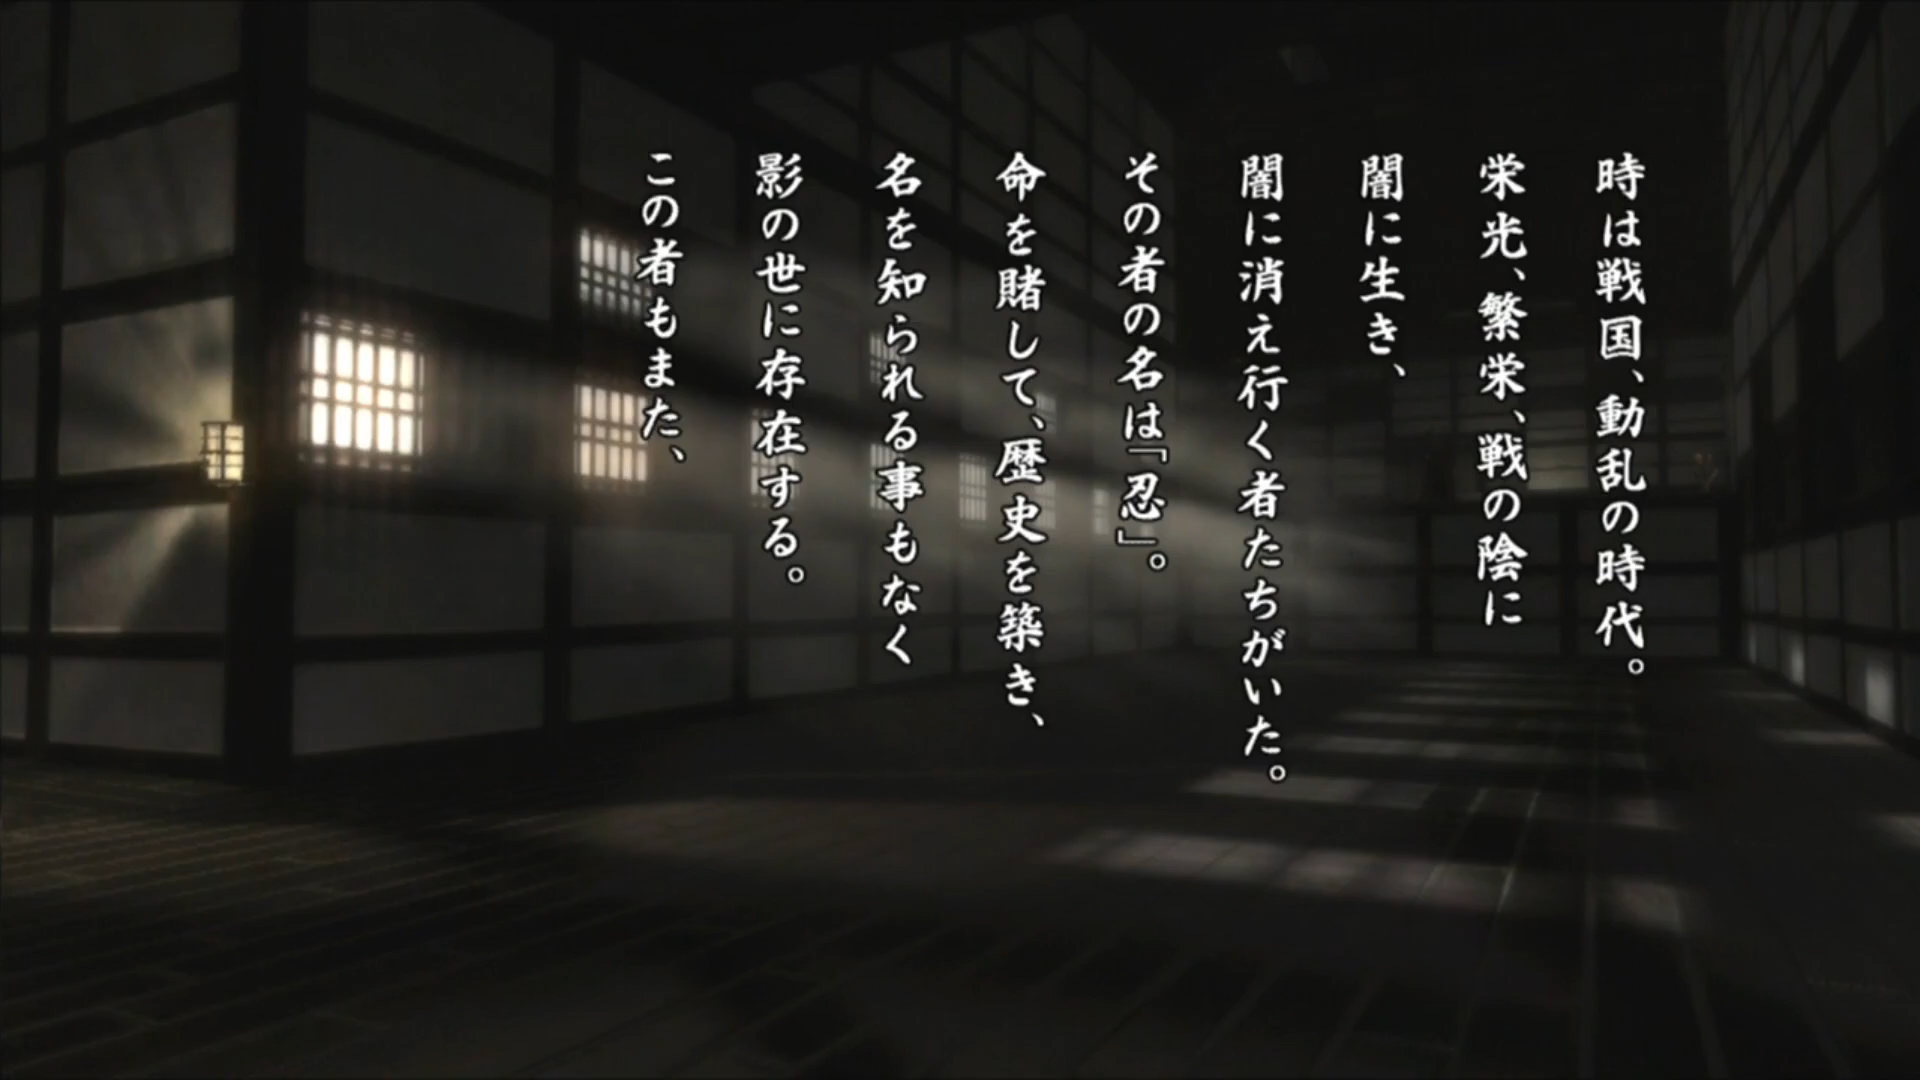 時は戦国、動乱の時代。
栄光、繁栄、戦の陰に
闇に生き、
闇に消え行く者たちがいた。
その者の名は『忍』。
命を賭して、歴史を築き、
名を知られる事もなく
影の世に存在する。
この者もまた、